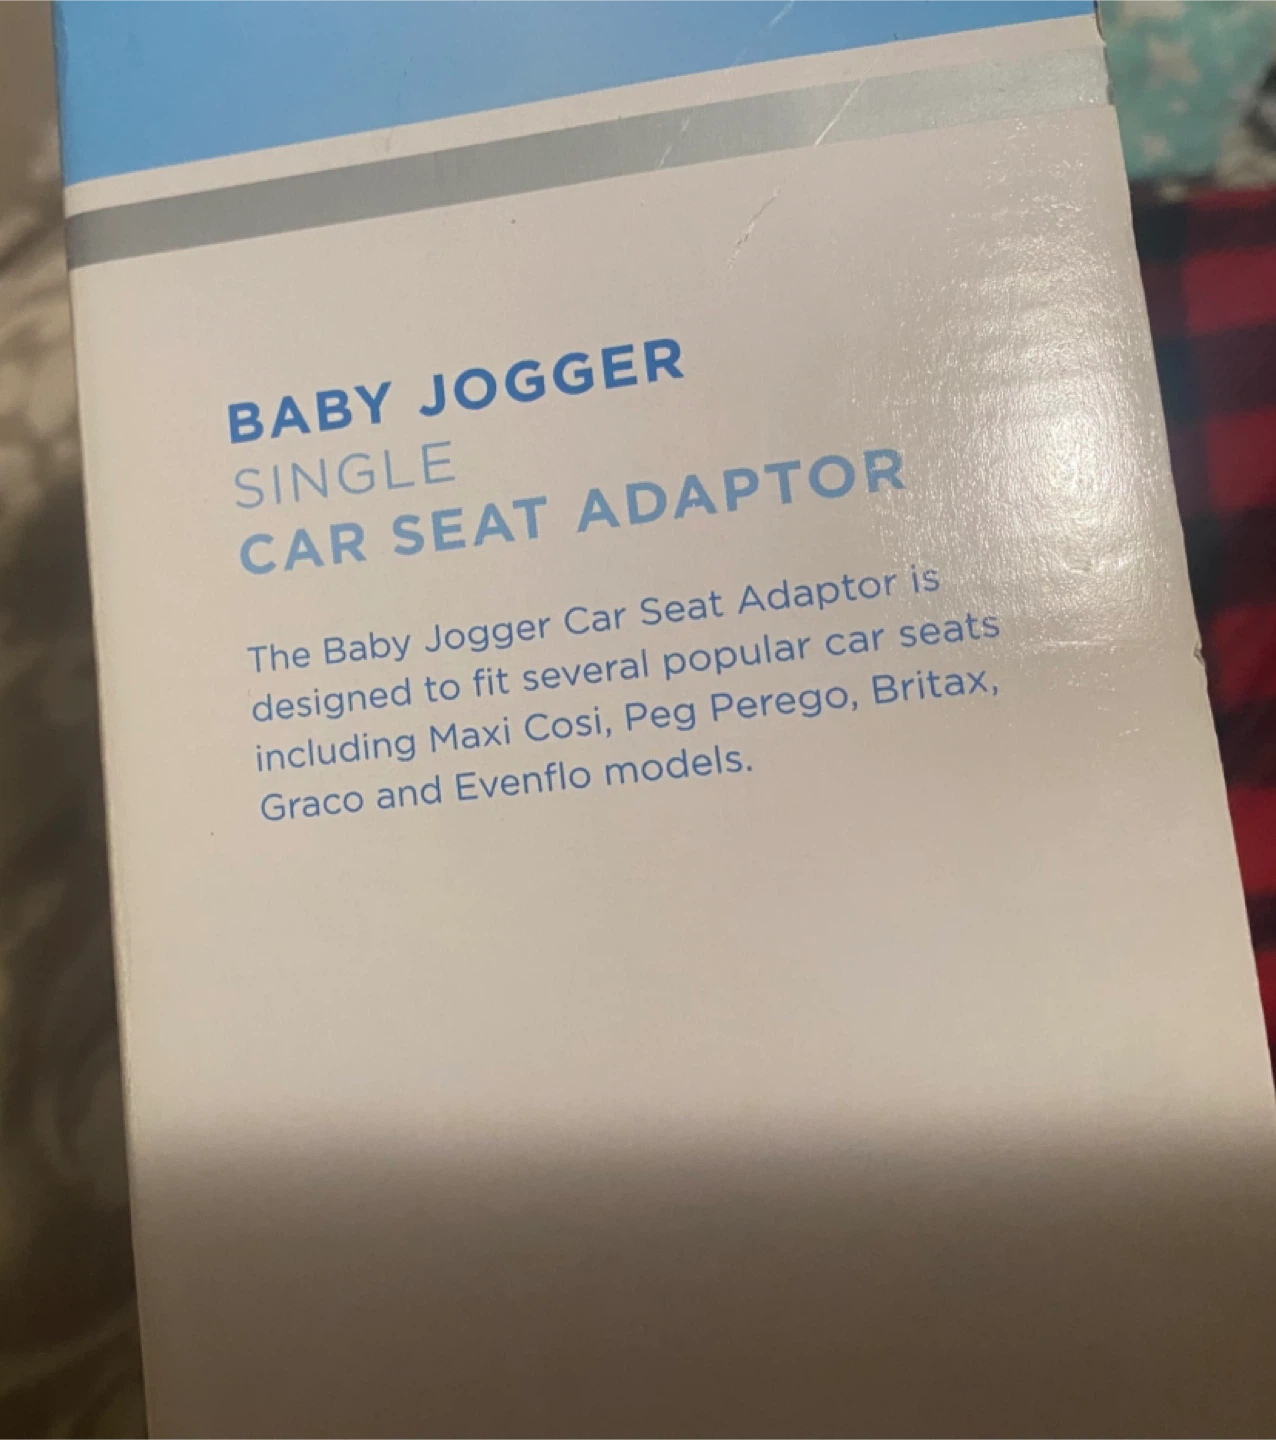 BABY JOGGER
SINGLE
CAR SEAT ADAPTOR
The Baby Jogger Car Seat Adaptor is
designed to fit several popular car seats
including Maxi Cosi, Peg Perego, Britax,
Graco and Evenflo models.